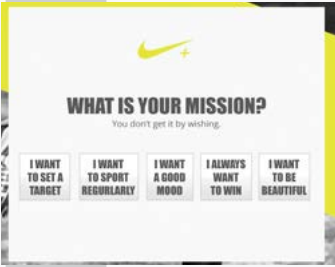 WHAT IS YOUR MISSION?
You don't get it by wishing.
I WANT
TO SET A
TARGET
I WANT
TO SPORT
REGURLARLY
I WANT
A GOOD
MOOD
I ALWAYS
WANT
TO WIN
I WANT
TO BE
BEAUTIFUL